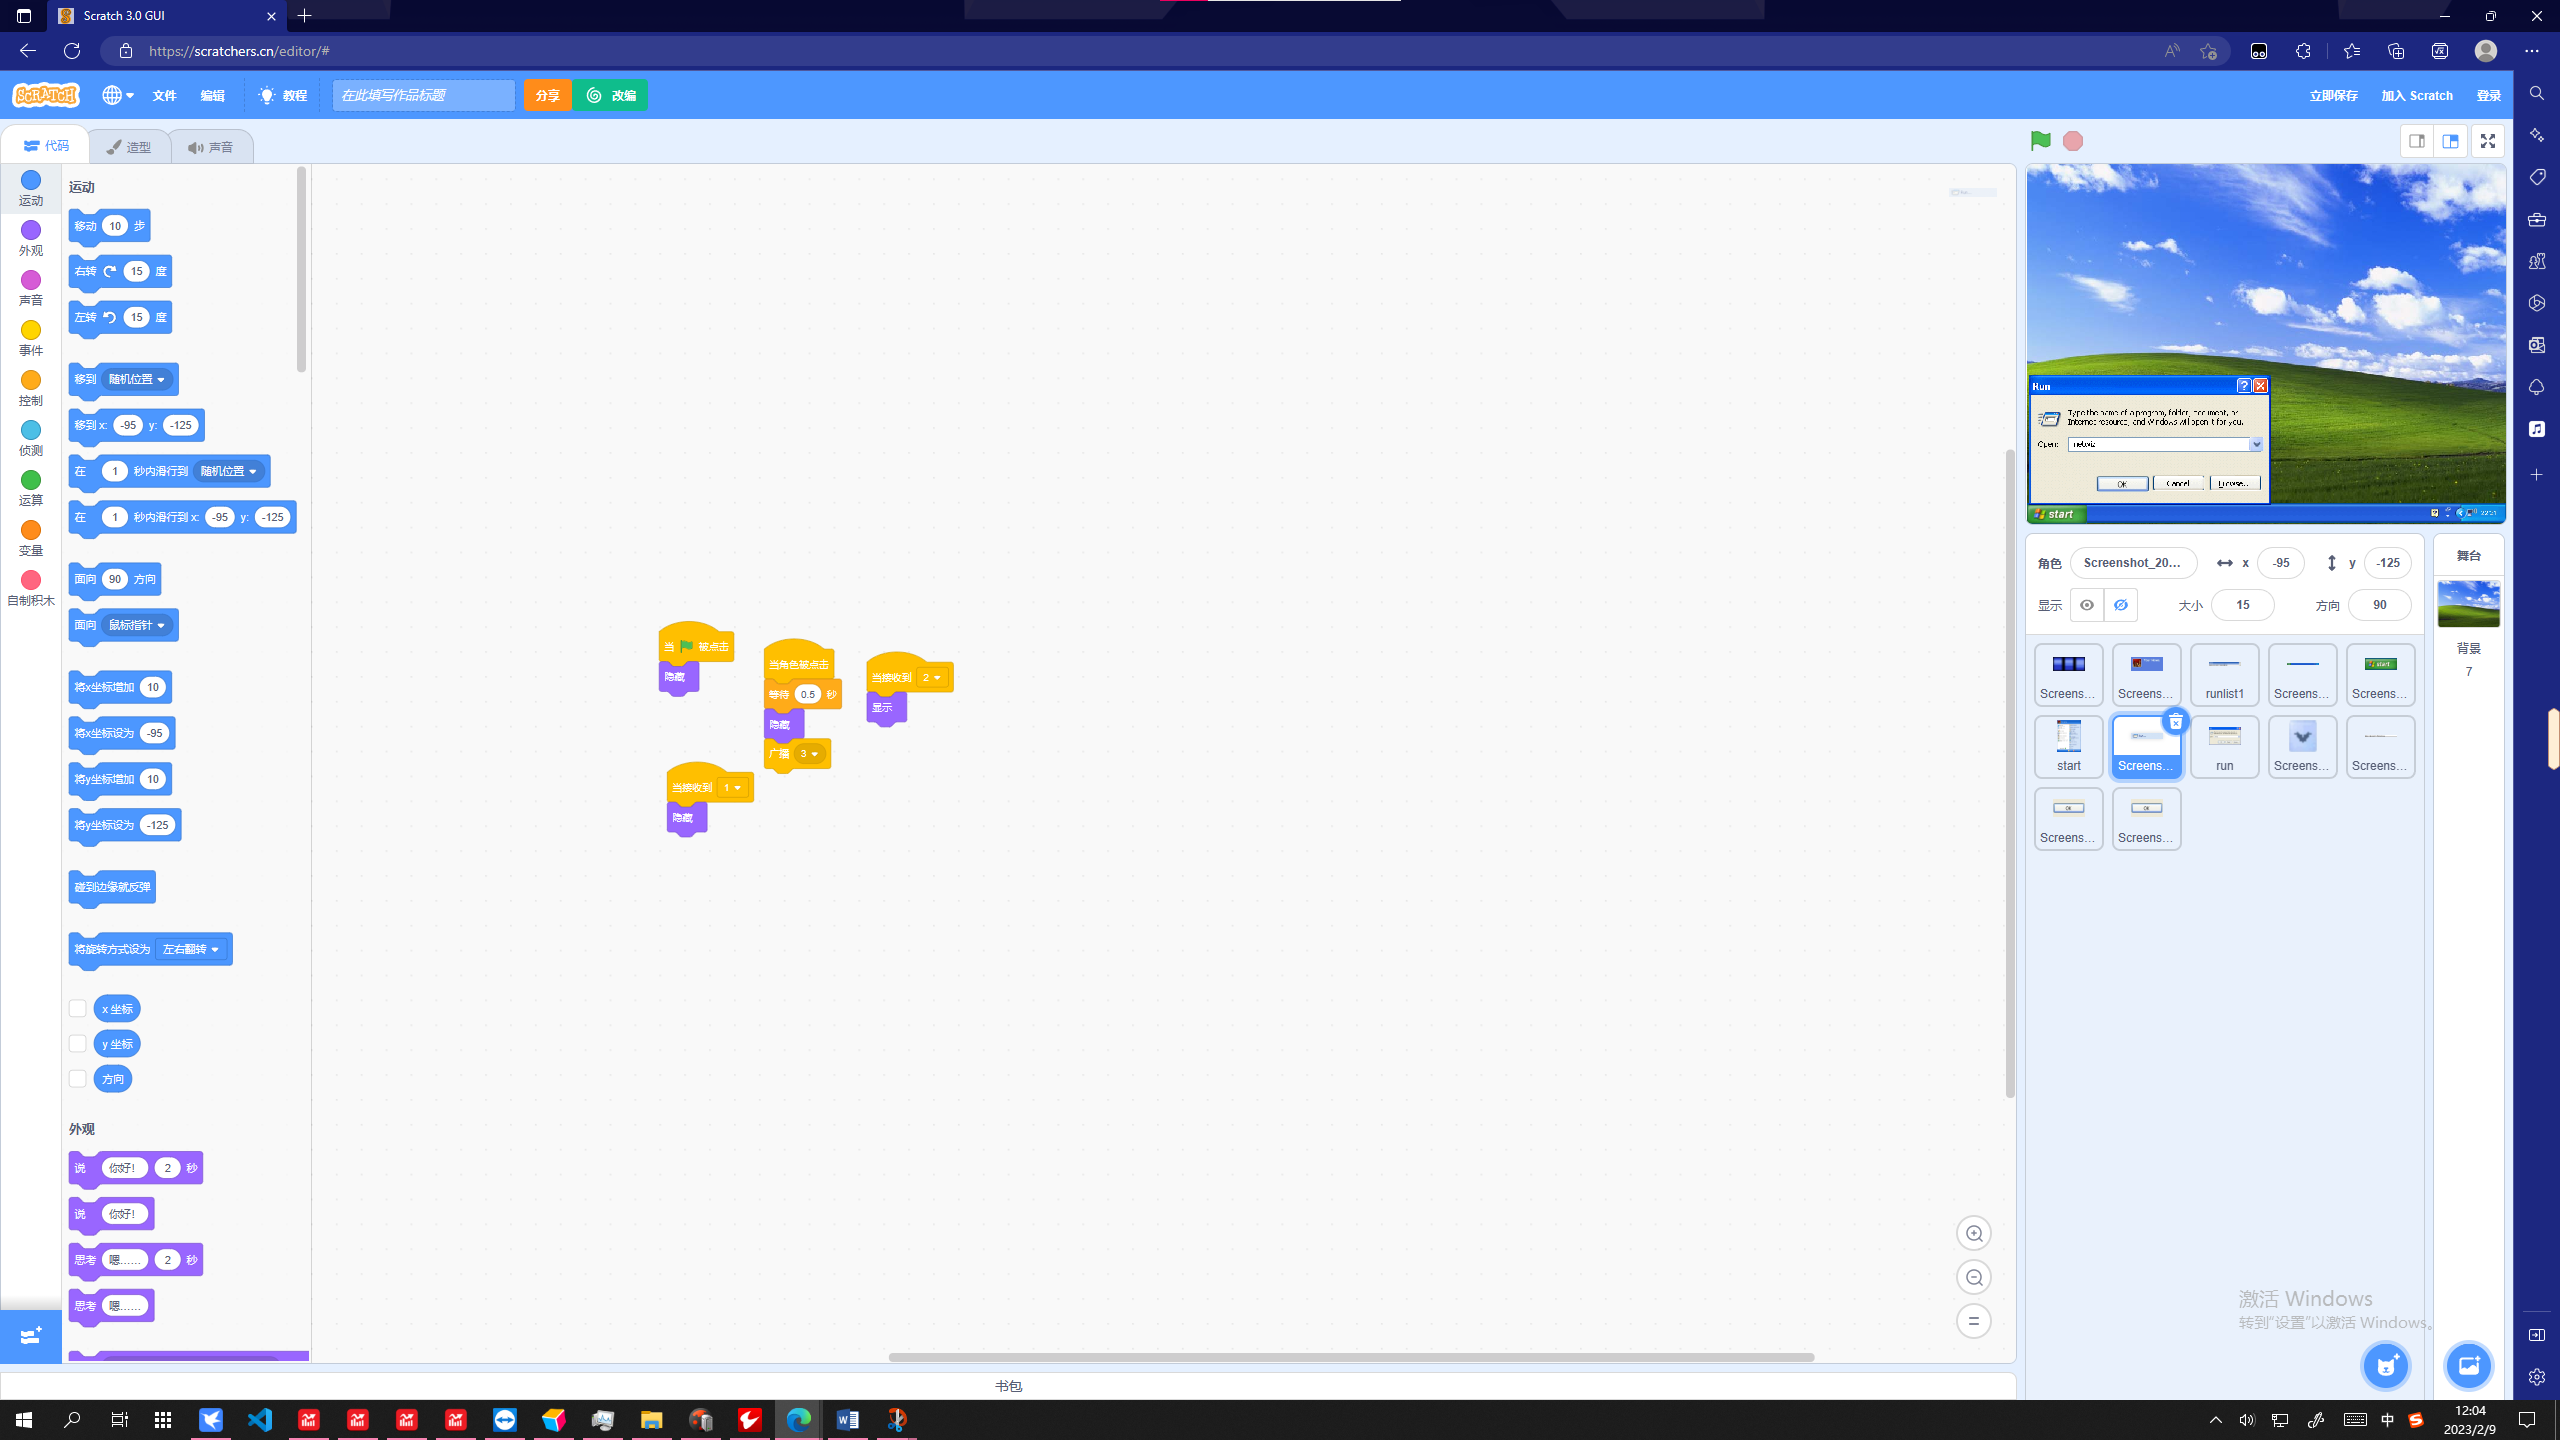 Scratch 3.0 GUI
https://scratchers.cn/editor/#
SCRATCH
文件
编辑
教程
在此填写作品标题
分享
改编
立即保存
加入 Scratch
登录
代码
造型
声音
运动
外观
声音
事件
控制
侦测
运算
变量
自制积木
运动
移动 10 步
右转 15 度
左转 15 度
移到 随机位置
移到 x: -95 y: -125
在 1 秒内滑行到 随机位置
在 1 秒内滑行到 x: -95 y: -125
面向 90 方向
面向 鼠标指针
将x坐标增加 10
将x坐标设为 -95
将y坐标增加 10
将y坐标设为 -125
碰到边缘就反弹
将旋转方式设为 左右翻转
x 坐标
y 坐标
方向
外观
说 你好! 2 秒
说 你好!
思考 嗯…… 2 秒
思考 嗯……
当 被点击
隐藏
当角色被点击
等待 0.5 秒
隐藏
广播 3
当接收到 2
显示
当接收到 1
隐藏
书包
Run
Type the name of a program, folder, document, or
Internet resource, and Windows will open it for you.
Open:
OK
Cancel
Browse...
start
角色 Screenshot_20... x -95 y -125
显示 大小 15 方向 90
Screens...
Screens...
runlist1
Screens...
start
Screens...
start
Screens...
run
Screens...
Screens...
OK
Screens...
OK
Screens...
舞台
背景
7
激活 Windows
转到"设置"以激活 Windows。
中
12:04
2023/2/9